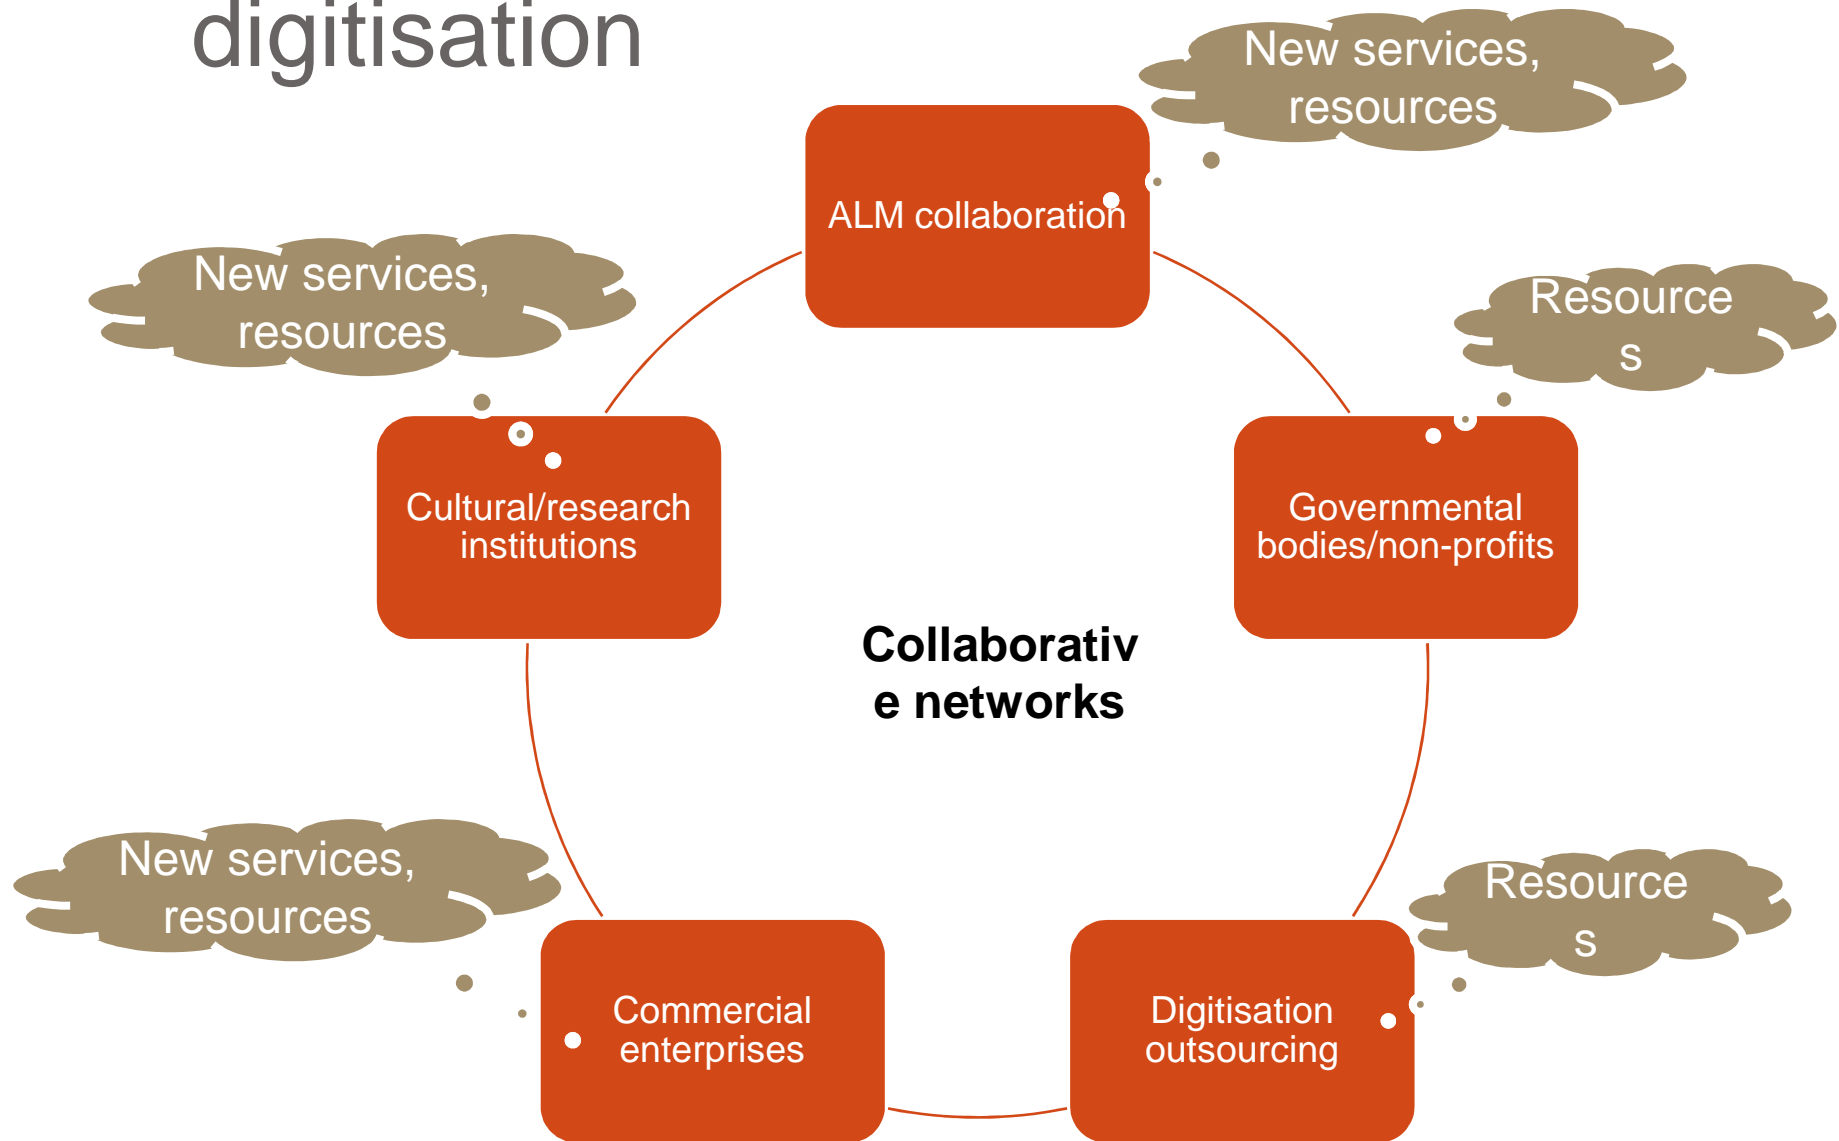 digitisation
New services,
resources
ALM collaboration
New services,
resources
Resource
s
Cultural/research
institutions
Governmental
bodies/non-profits
Collaborativ
e networks
New services,
resources
Resource
s
Commercial
enterprises
Digitisation
outsourcing